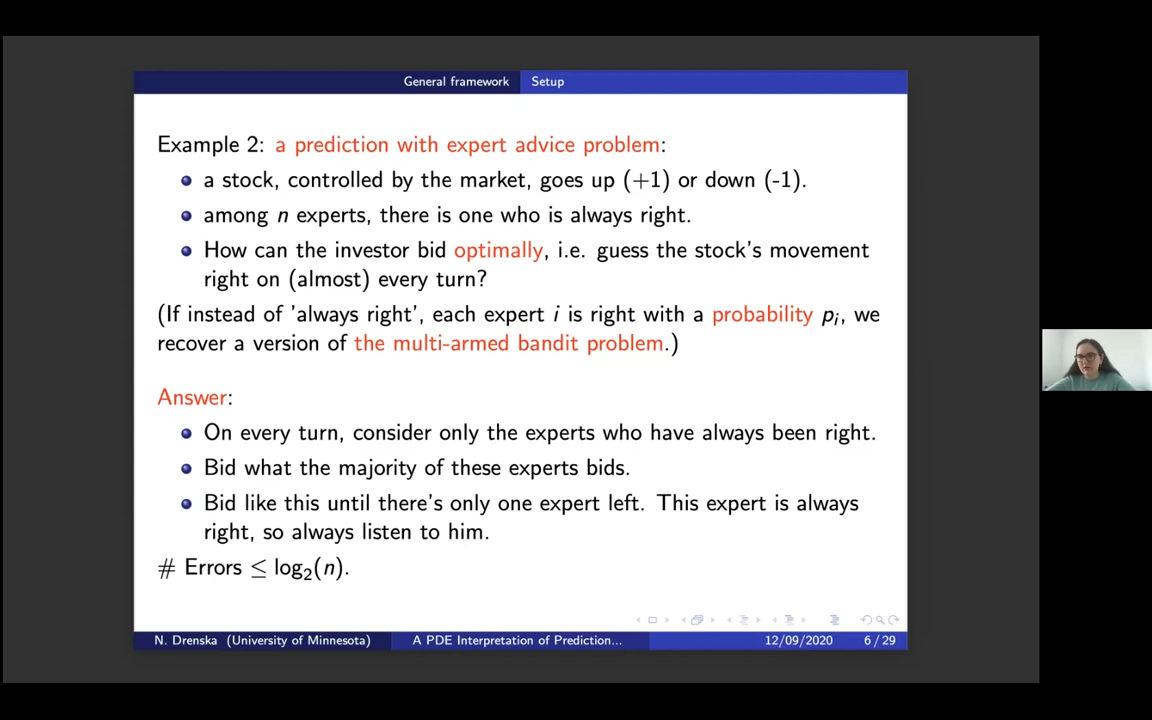 General framework Setup
Example 2: a prediction with expert advice problem:
a stock, controlled by the market, goes up (+1) or down (-1).
among n experts, there is one who is always right.
How can the investor bid optimally, i.e. guess the stock's movement
right on (almost) every turn?
(If instead of 'always right', each expert i is right with a probability pᵢ, we
recover a version of the multi-armed bandit problem.)
Answer:
On every turn, consider only the experts who have always been right.
Bid what the majority of these experts bids.
Bid like this until there's only one expert left. This expert is always
right, so always listen to him.
# Errors ≤ log₂(n).
N. Drenska (University of Minnesota) A PDE Interpretation of Prediction... 12/09/2020 6 / 29